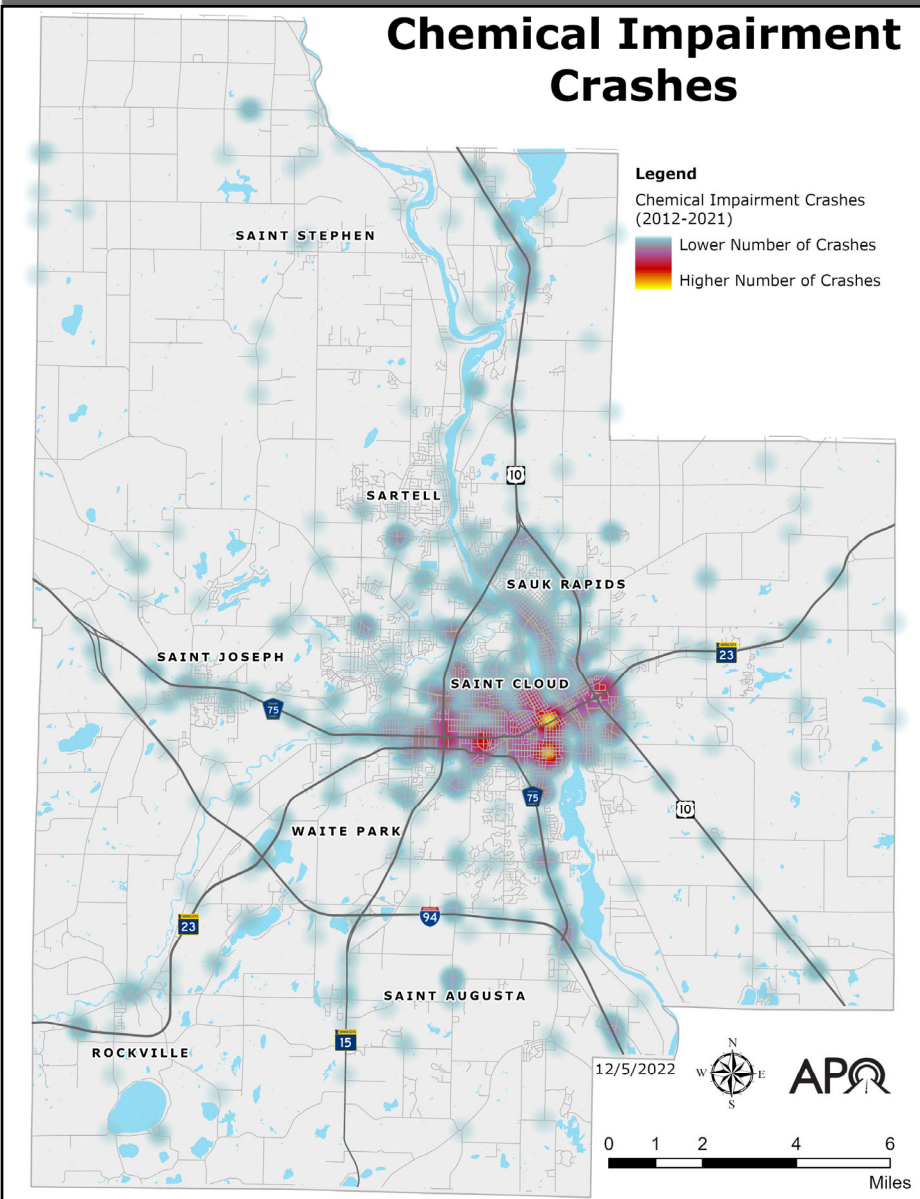 Chemical Impairment
Crashes
Legend
Chemical Impairment Crashes
(2012-2021)
Lower Number of Crashes
Higher Number of Crashes
SAINT STEPHEN
10
SARTELL
SAUK RAPIDS
SAINT JOSEPH
23
SAINT CLOUD
75
75
10
WAITE PARK
94
23
SAINT AUGUSTA
15
ROCKVILLE
12/5/2022
N
W E
S
APO
0 1 2 4 6
Miles